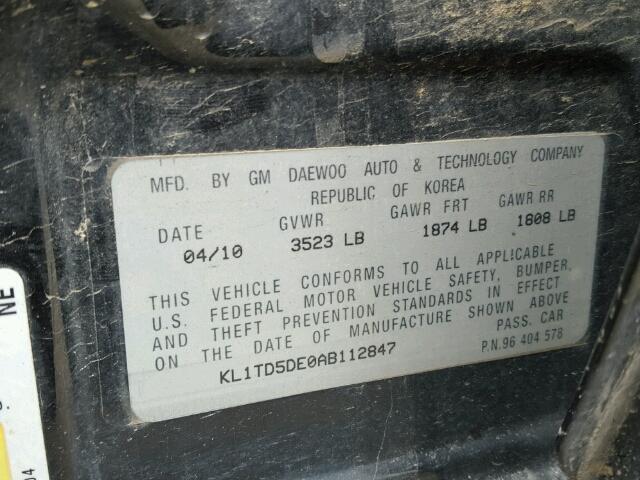 MFD. BY GM DAEWOO AUTO & TECHNOLOGY COMPANY
REPUBLIC OF KOREA
DATE GVWR GAWR FRT GAWR RR
04/10 3523 LB 1874 LB 1808 LB
THIS VEHICLE CONFORMS TO ALL APPLICABLE
U.S. FEDERAL MOTOR VEHICLE SAFETY, BUMPER,
AND THEFT PREVENTION STANDARDS IN EFFECT
ON THE DATE OF MANUFACTURE SHOWN ABOVE
PASS. CAR
KL1TD5DE0AB112847
P.N.96 404 578
NE
04